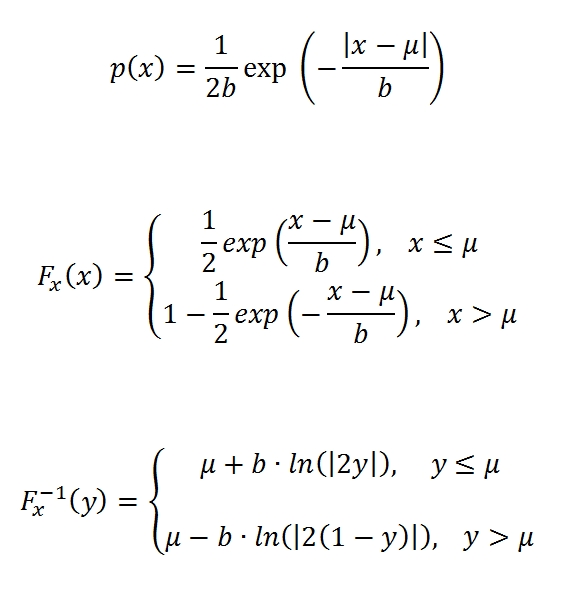 p(x) = 1/2b exp (−|x − μ|/b)
F_x(x) = { 1/2 exp (x − μ/b), x ≤ μ
1 − 1/2 exp (− x − μ/b), x > μ
F_x^−1(y) = { μ + b · ln(|2y|), y ≤ μ
μ − b · ln(|2(1 − y)|), y > μ